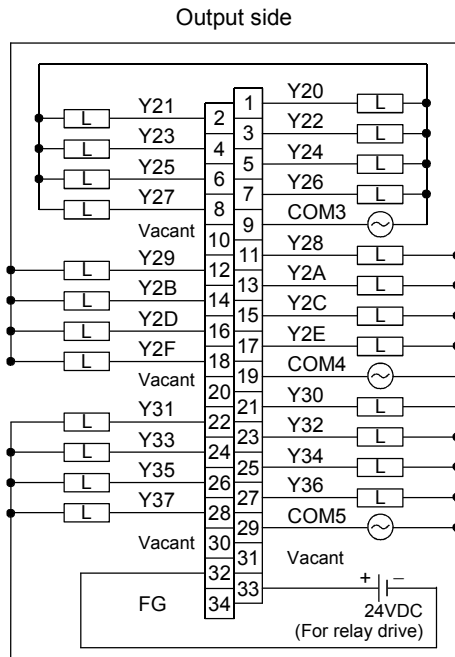 Output side
Y20
1
L
Y21
L
2
Y22
3
L
Y23
L
4
Y24
5
L
Y25
L
6
Y26
7
L
Y27
L
8
COM3
9
Vacant
10
Y28
11
L
Y29
L
12
Y2A
13
L
Y2B
L
14
Y2C
15
L
Y2D
L
16
Y2E
17
L
Y2F
L
18
COM4
19
Vacant
20
Y30
21
L
Y31
L
22
Y32
23
L
Y33
L
24
Y34
25
L
Y35
L
26
Y36
27
L
Y37
L
28
COM5
29
Vacant
30
31
Vacant
32
33
+ −
FG
34
24VDC
(For relay drive)